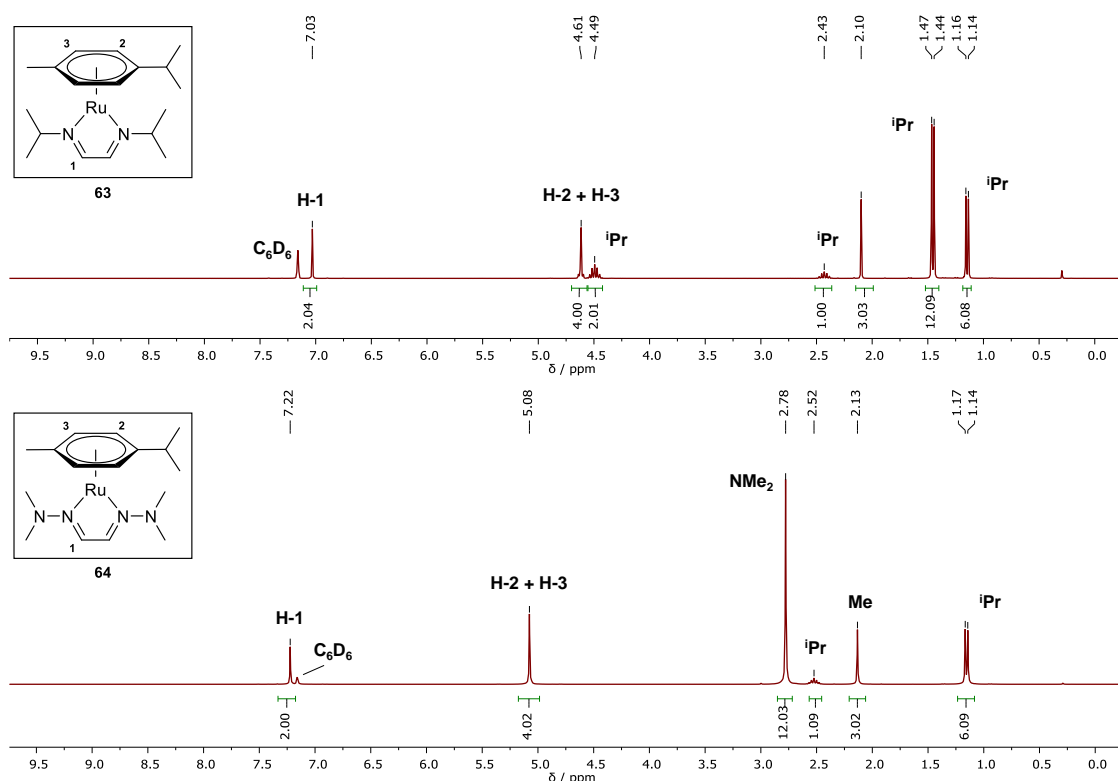 7.03 4.61 4.49 2.43 2.10 1.47 1.44 1.16 1.14
3 2
Ru
N N
1
63
C6D6
H-1
H-2 + H-3
iPr
iPr
iPr
iPr
2.04 4.00 2.01 1.00 3.03 12.09 6.08
9.5 9.0 8.5 8.0 7.5 7.0 6.5 6.0 5.5 5.0 4.5 4.0 3.5 3.0 2.5 2.0 1.5 1.0 0.5 0.0
δ / ppm
7.22 5.08 2.78 2.52 2.13 1.17 1.14
3 2
Ru
N N N N
1
64
H-1
C6D6
H-2 + H-3
NMe2
iPr
Me
iPr
2.00 4.02 12.03 1.09 3.02 6.09
9.5 9.0 8.5 8.0 7.5 7.0 6.5 6.0 5.5 5.0 4.5 4.0 3.5 3.0 2.5 2.0 1.5 1.0 0.5 0.0
δ / ppm